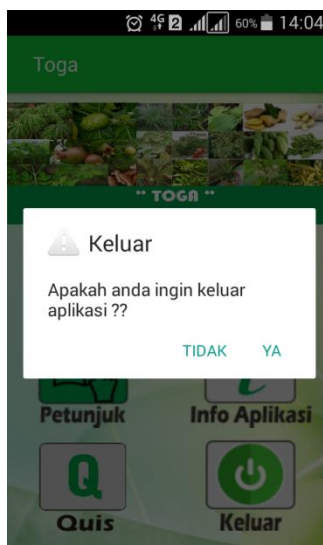 4G 2 60% 14:04
Toga
" TOGA "
Keluar
Apakah anda ingin keluar
aplikasi ??
TIDAK YA
Petunjuk Info Aplikasi
Q
Quis Keluar